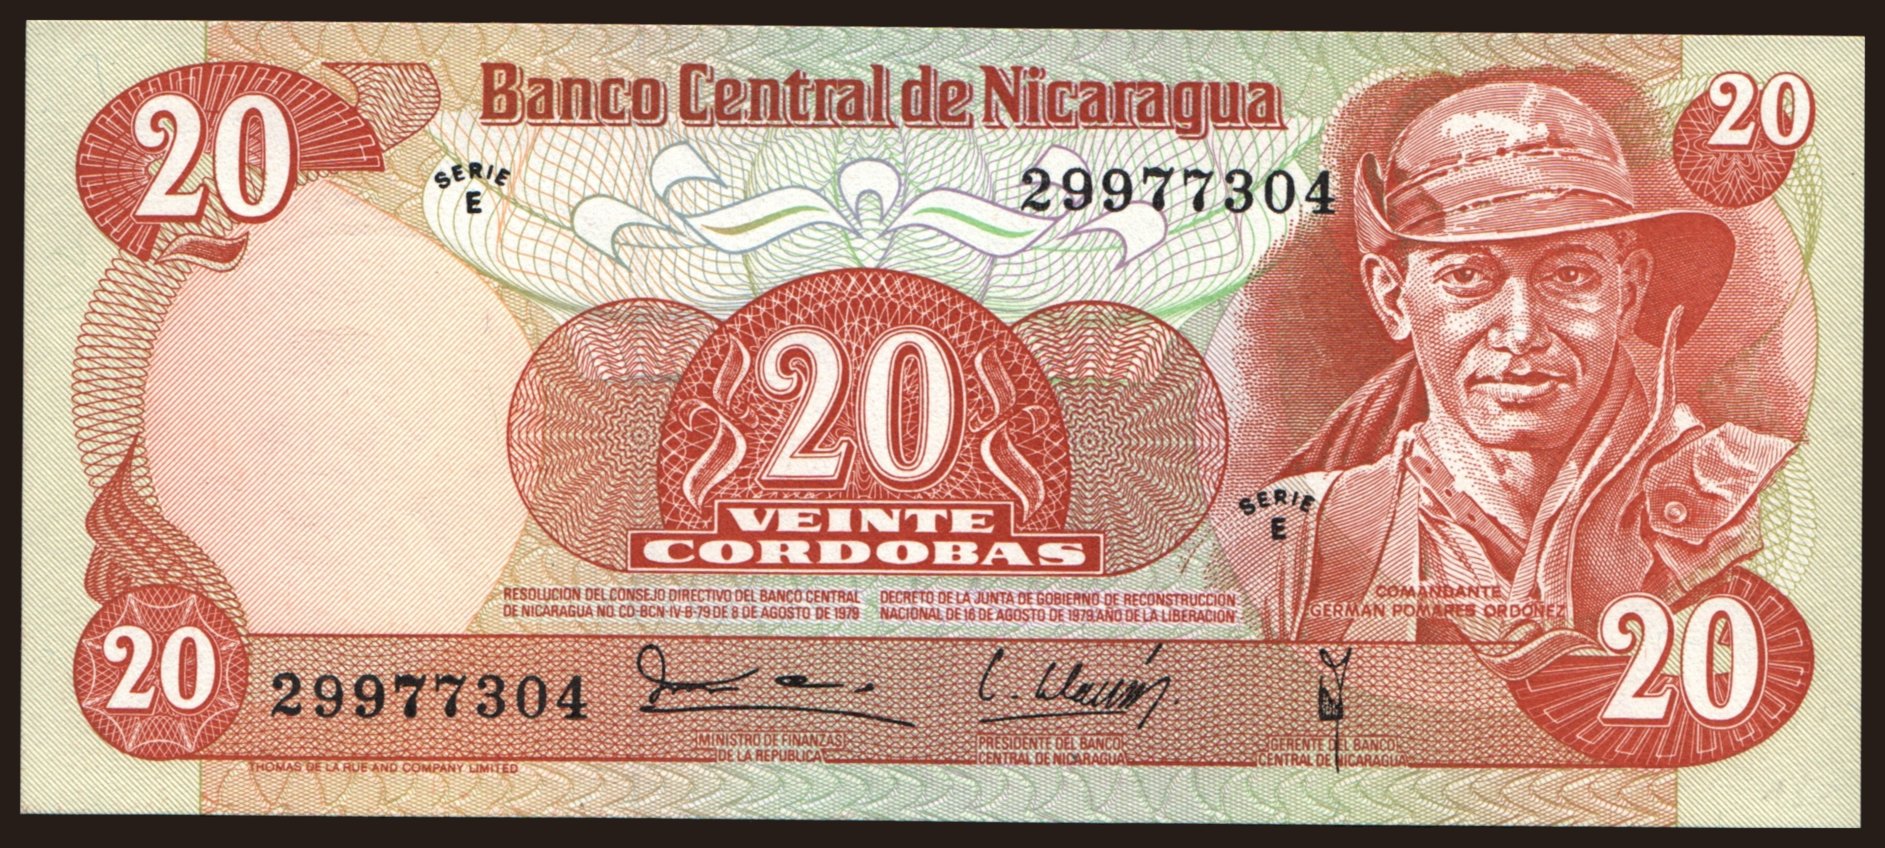 20
Banco Central de Nicaragua
20
SERIE
E
29977304
20
VEINTE
CORDOBAS
SERIE
E
RESOLUCION DEL CONSEJO DIRECTIVO DEL BANCO CENTRAL
DE NICARAGUA NO. CO-BCN-IV-B-79 DE 8 DE AGOSTO DE 1979
DECRETO DE LA JUNTA DE GOBIERNO DE RECONSTRUCCION
NACIONAL DE 16 DE AGOSTO DE 1979, AÑO DE LA LIBERACION
COMANDANTE
GERMAN POMARES ORDOÑEZ
20
29977304
20
MINISTRO DE FINANZAS
DE LA REPUBLICA
PRESIDENTE DEL BANCO
CENTRAL DE NICARAGUA
GERENTE DEL BANCO
CENTRAL DE NICARAGUA
THOMAS DE LA RUE AND COMPANY LIMITED